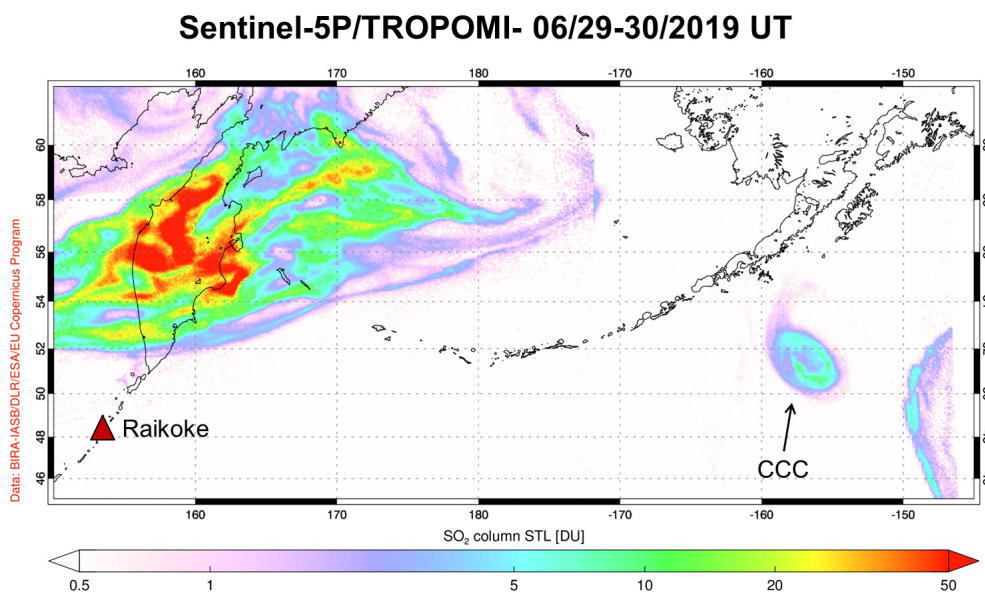 Sentinel-5P/TROPOMI- 06/29-30/2019 UT
160 170 180 -170 -160 -150
60
58
56
54
52
50
48
46
Data: BIRA-IASB/DLR/ESA/EU Copernicus Program
Raikoke
CCC
160 170 180 -170 -160 -150
SO₂ column STL [DU]
0.5 1 5 10 20 50